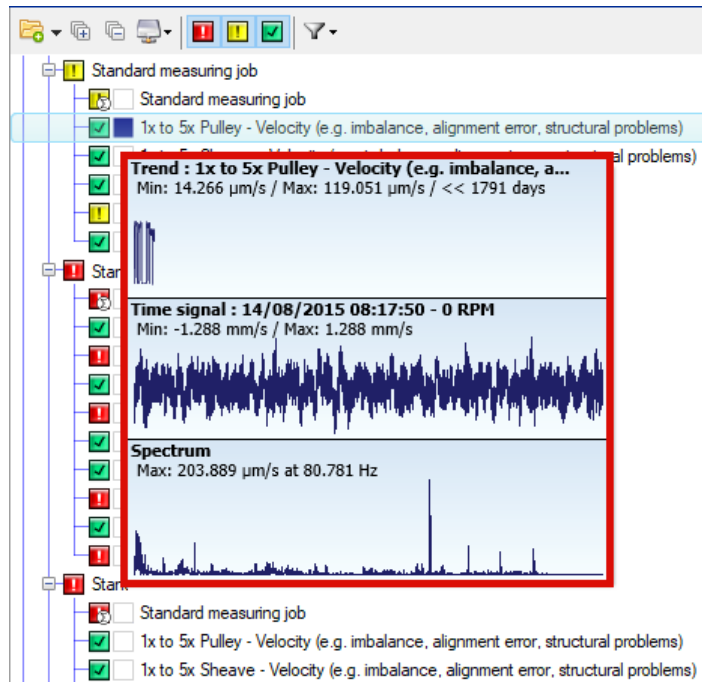 Standard measuring job
Standard measuring job
1x to 5x Pulley - Velocity (e.g. imbalance, alignment error, structural problems)
al problems)
Trend : 1x to 5x Pulley - Velocity (e.g. imbalance, a...
Min: 14.266 µm/s / Max: 119.051 µm/s / << 1791 days
Stan
Time signal : 14/08/2015 08:17:50 - 0 RPM
Min: -1.288 mm/s / Max: 1.288 mm/s
Spectrum
Max: 203.889 µm/s at 80.781 Hz
Stan
Standard measuring job
1x to 5x Pulley - Velocity (e.g. imbalance, alignment error, structural problems)
1x to 5x Sheave - Velocity (e.g. imbalance, alignment error, structural problems)